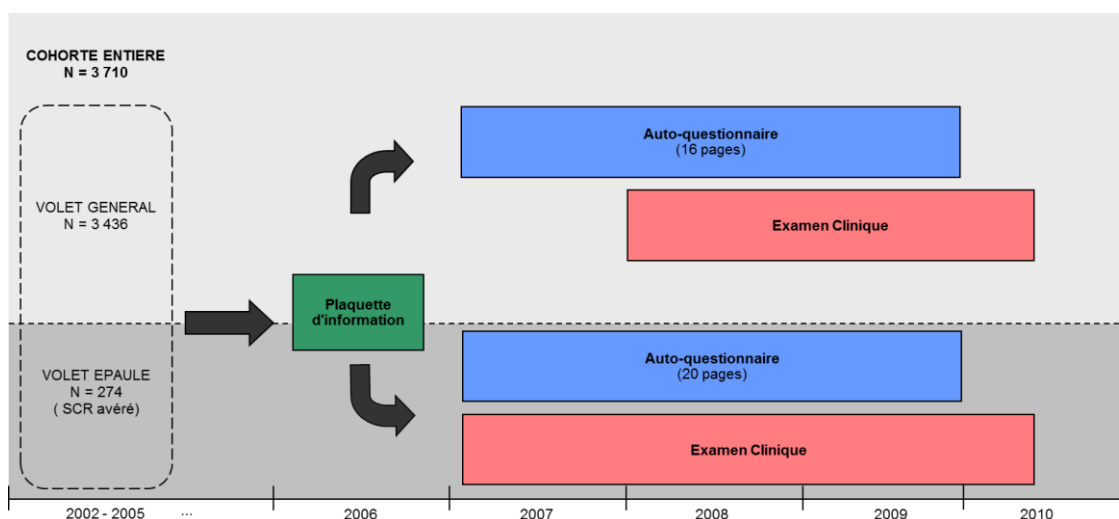 COHORTE ENTIERE
N = 3 710
VOLET GENERAL
N = 3 436
Auto-questionnaire
(16 pages)
Examen Clinique
Plaquette
d'information
VOLET EPAULE
N = 274
( SCR avéré)
Auto-questionnaire
(20 pages)
Examen Clinique
2002 - 2005 ... 2006 2007 2008 2009 2010